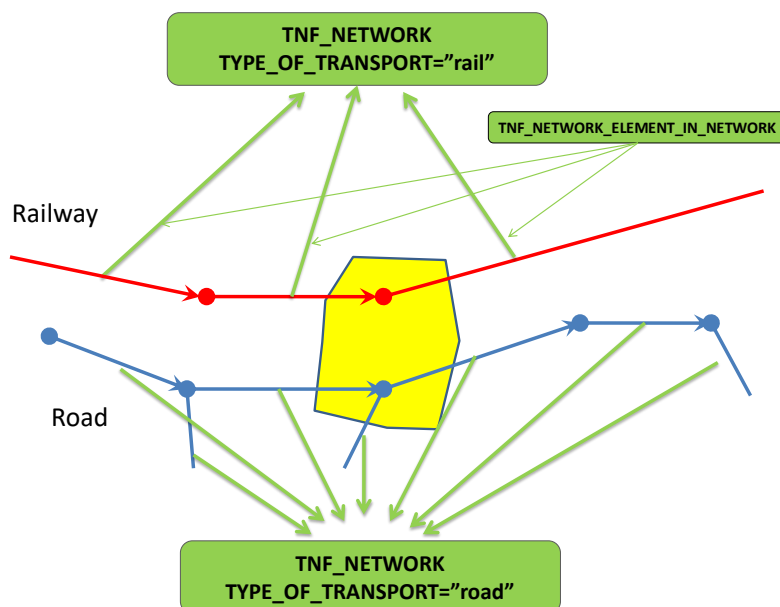 TNF_NETWORK
TYPE_OF_TRANSPORT=”rail”
TNF_NETWORK_ELEMENT_IN_NETWORK
Railway
Road
TNF_NETWORK
TYPE_OF_TRANSPORT=”road”